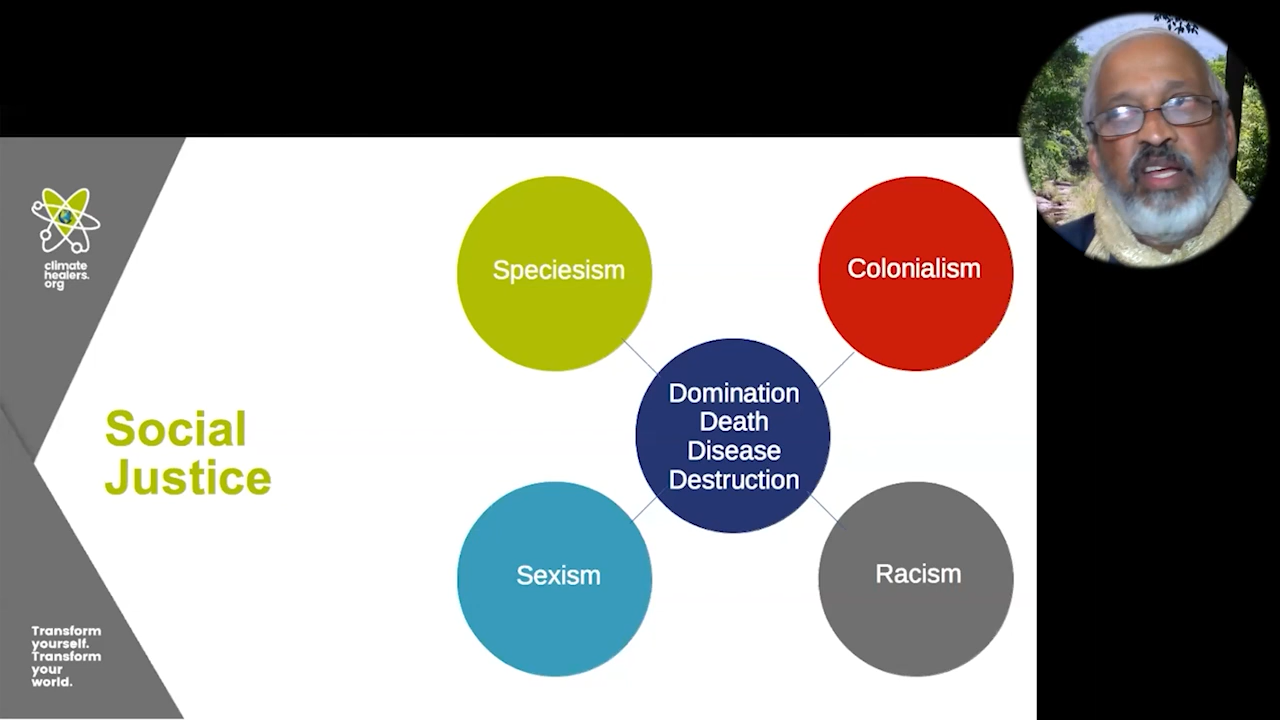 climate
healers.
org
Social
Justice
Transform
yourself.
Transform
your
world.
Speciesism
Colonialism
Domination
Death
Disease
Destruction
Sexism
Racism